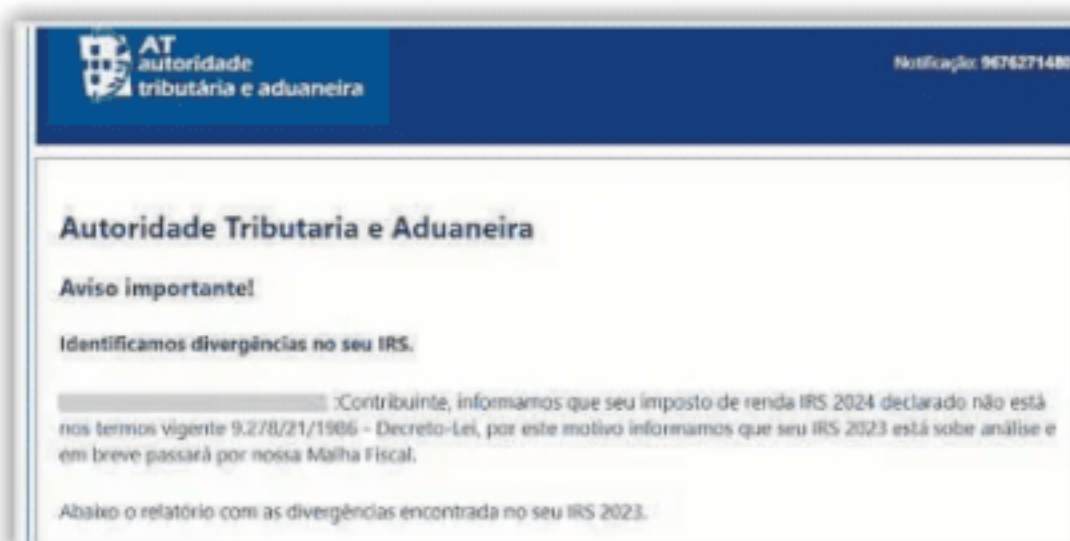 AT
autoridade
tributária e aduaneira
Notificação: 9676271480
Autoridade Tributaria e Aduaneira
Aviso importante!
Identificamos divergências no seu IRS.
:Contribuinte, informamos que seu imposto de renda IRS 2024 declarado não está
nos termos vigente 9.278/21/1986 - Decreto-Lei, por este motivo informamos que seu IRS 2023 está sobe análise e
em breve passará por nossa Malha Fiscal.
Abaixo o relatório com as divergências encontrada no seu IRS 2023.